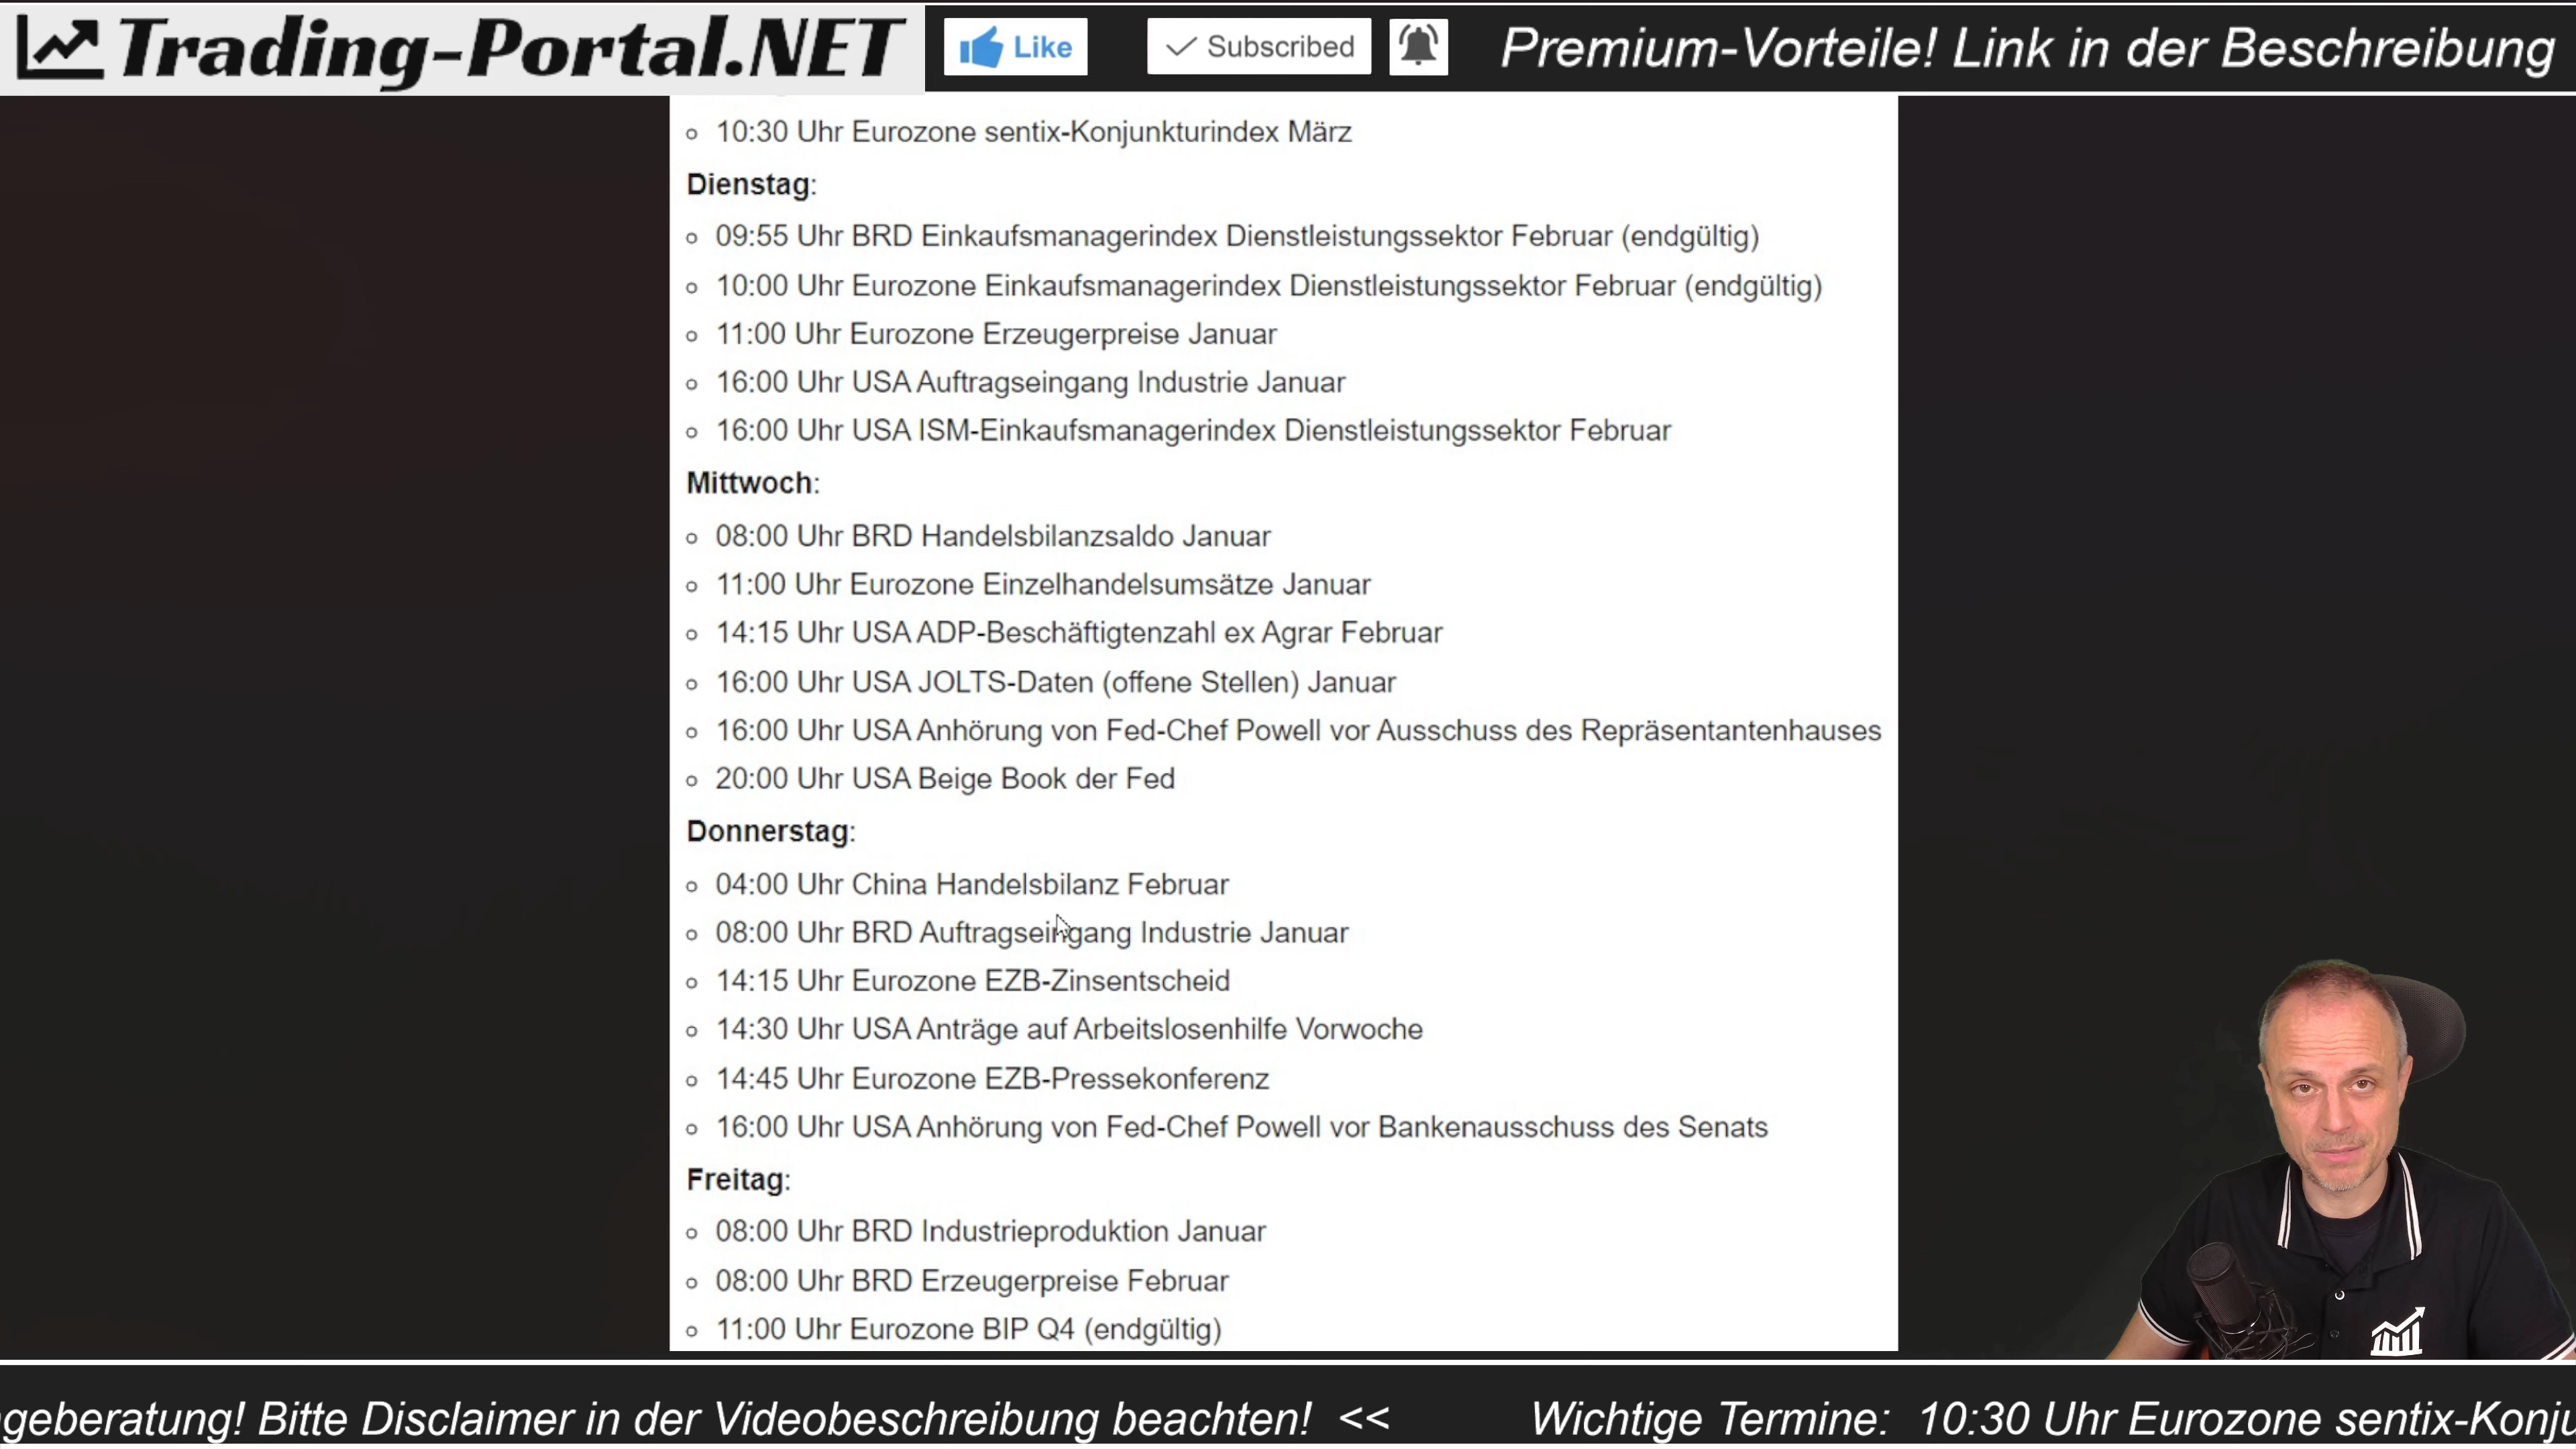 Trading-Portal.NET
Like
Subscribed
Premium-Vorteile! Link in der Beschreibung
10:30 Uhr Eurozone sentix-Konjunkturindex März
Dienstag:
09:55 Uhr BRD Einkaufsmanagerindex Dienstleistungssektor Februar (endgültig)
10:00 Uhr Eurozone Einkaufsmanagerindex Dienstleistungssektor Februar (endgültig)
11:00 Uhr Eurozone Erzeugerpreise Januar
16:00 Uhr USA Auftragseingang Industrie Januar
16:00 Uhr USA ISM-Einkaufsmanagerindex Dienstleistungssektor Februar
Mittwoch:
08:00 Uhr BRD Handelsbilanzsaldo Januar
11:00 Uhr Eurozone Einzelhandelsumsätze Januar
14:15 Uhr USA ADP-Beschäftigtenzahl ex Agrar Februar
16:00 Uhr USA JOLTS-Daten (offene Stellen) Januar
16:00 Uhr USA Anhörung von Fed-Chef Powell vor Ausschuss des Repräsentantenhauses
20:00 Uhr USA Beige Book der Fed
Donnerstag:
04:00 Uhr China Handelsbilanz Februar
08:00 Uhr BRD Auftragseingang Industrie Januar
14:15 Uhr Eurozone EZB-Zinsentscheid
14:30 Uhr USA Anträge auf Arbeitslosenhilfe Vorwoche
14:45 Uhr Eurozone EZB-Pressekonferenz
16:00 Uhr USA Anhörung von Fed-Chef Powell vor Bankenausschuss des Senats
Freitag:
08:00 Uhr BRD Industrieproduktion Januar
08:00 Uhr BRD Erzeugerpreise Februar
11:00 Uhr Eurozone BIP Q4 (endgültig)
geberatung! Bitte Disclaimer in der Videobeschreibung beachten! << Wichtige Termine: 10:30 Uhr Eurozone sentix-Konju